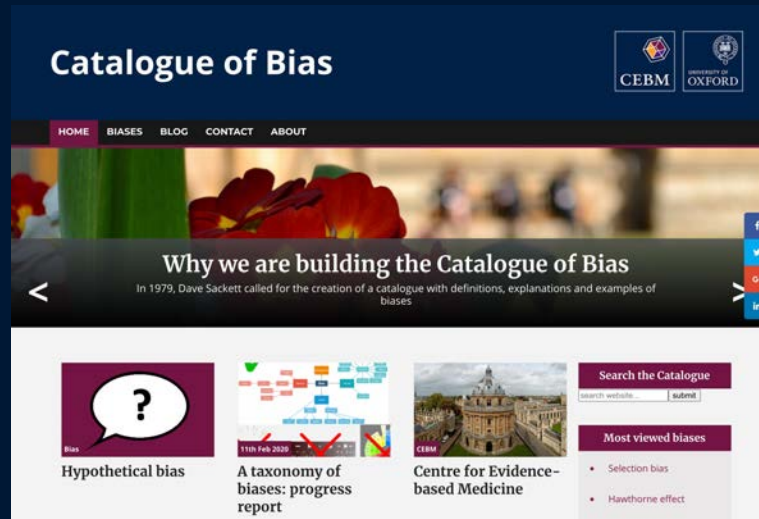 Catalogue of Bias
CEBM
UNIVERSITY OF
OXFORD
HOME BIASES BLOG CONTACT ABOUT
Why we are building the Catalogue of Bias
In 1979, Dave Sackett called for the creation of a catalogue with definitions, explanations and examples of
biases
<
>
f
G
in
?
Bias
Hypothetical bias
11th Feb 2020
A taxonomy of
biases: progress
report
CEBM
Centre for Evidence-
based Medicine
Search the Catalogue
search website... submit
Most viewed biases
• Selection bias
• Hawthorne effect